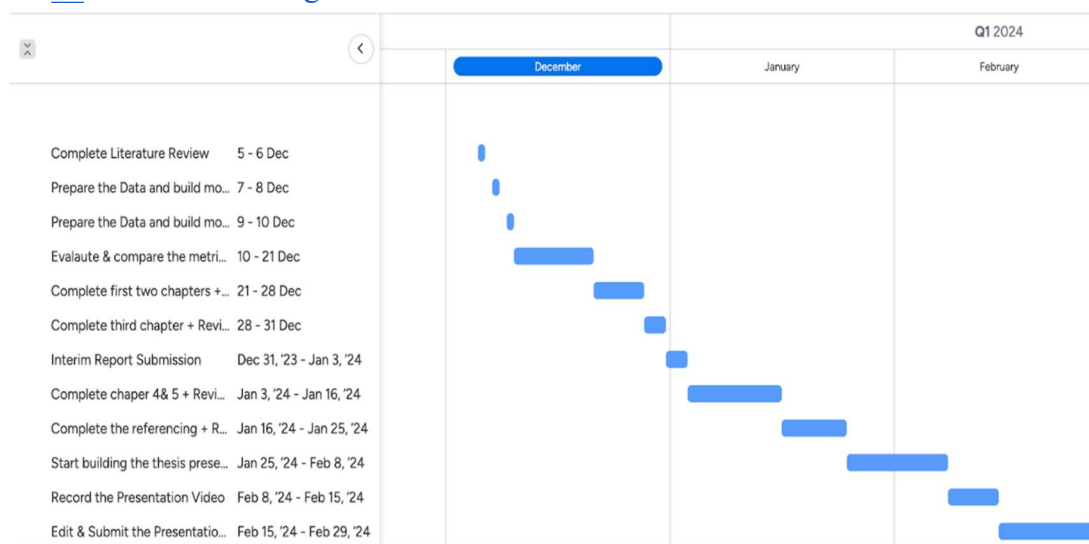 Q1 2024
December January February
Complete Literature Review 5 - 6 Dec
Prepare the Data and build mo... 7 - 8 Dec
Prepare the Data and build mo... 9 - 10 Dec
Evalaute & compare the metri... 10 - 21 Dec
Complete first two chapters +... 21 - 28 Dec
Complete third chapter + Revi... 28 - 31 Dec
Interim Report Submission Dec 31, '23 - Jan 3, '24
Complete chaper 4& 5 + Revi... Jan 3, '24 - Jan 16, '24
Complete the referencing + R... Jan 16, '24 - Jan 25, '24
Start building the thesis prese... Jan 25, '24 - Feb 8, '24
Record the Presentation Video Feb 8, '24 - Feb 15, '24
Edit & Submit the Presentatio... Feb 15, '24 - Feb 29, '24